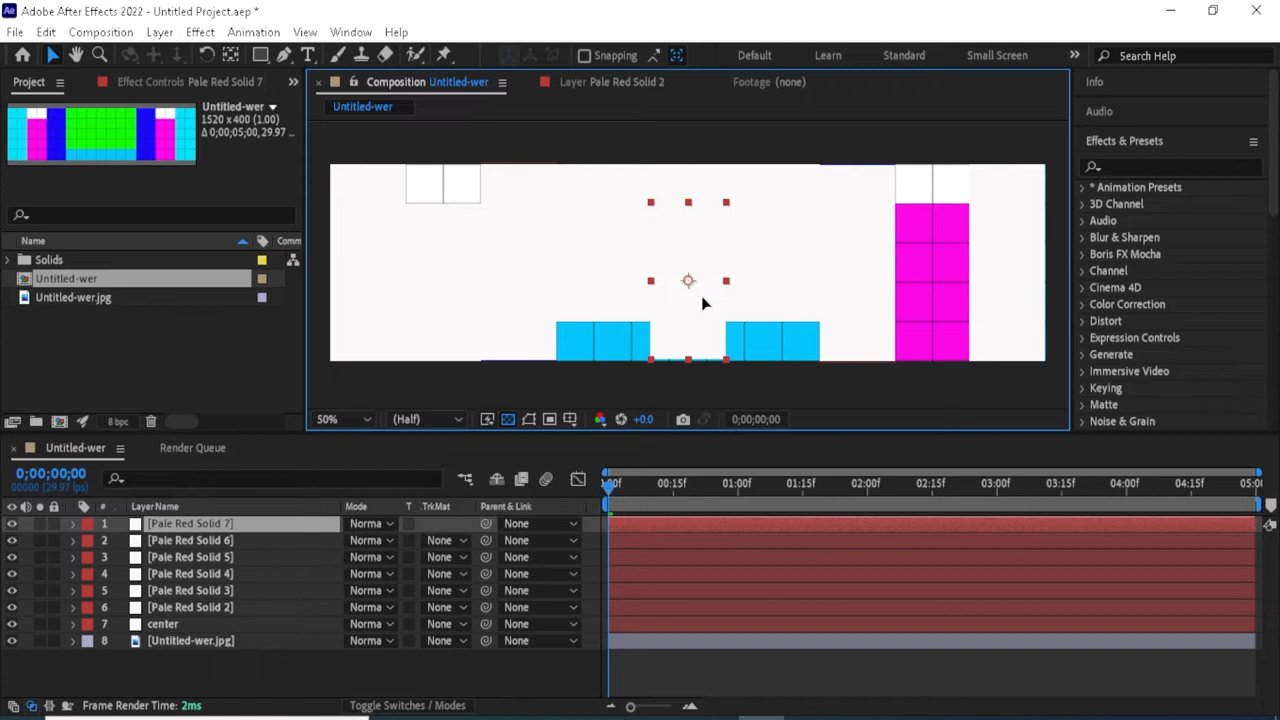 Adobe After Effects 2022 - Untitled Project.aep *
File Edit Composition Layer Effect Animation View Window Help
Snapping Default Learn Standard Small Screen Search Help
Project Effect Controls Pale Red Solid 7 Composition Untitled-wer Layer Pale Red Solid 2 Footage (none) Info
Untitled-wer
1520 x 400 (1.00)
Δ 0;00;05;00, 29.97 ...
Untitled-wer
Audio
Effects & Presets
* Animation Presets
3D Channel
Audio
Blur & Sharpen
Boris FX Mocha
Channel
Cinema 4D
Color Correction
Distort
Expression Controls
Generate
Immersive Video
Keying
Matte
Noise & Grain
Name Comm
Solids
Untitled-wer
Untitled-wer.jpg
8 bpc
50% (Half) +0.0 0;00;00;00
Untitled-wer Render Queue
0;00;00;00
00000 (29.97 fps)
:00f 00:15f 01:00f 01:15f 02:00f 02:15f 03:00f 03:15f 04:00f 04:15f 05:0
# Layer Name Mode T .TrkMat Parent & Link
1 [Pale Red Solid 7] Norma None
2 [Pale Red Solid 6] Norma None None
3 [Pale Red Solid 5] Norma None None
4 [Pale Red Solid 4] Norma None None
5 [Pale Red Solid 3] Norma None None
6 [Pale Red Solid 2] Norma None None
7 center Norma None None
8 [Untitled-wer.jpg] Norma None None
Frame Render Time: 2ms Toggle Switches / Modes